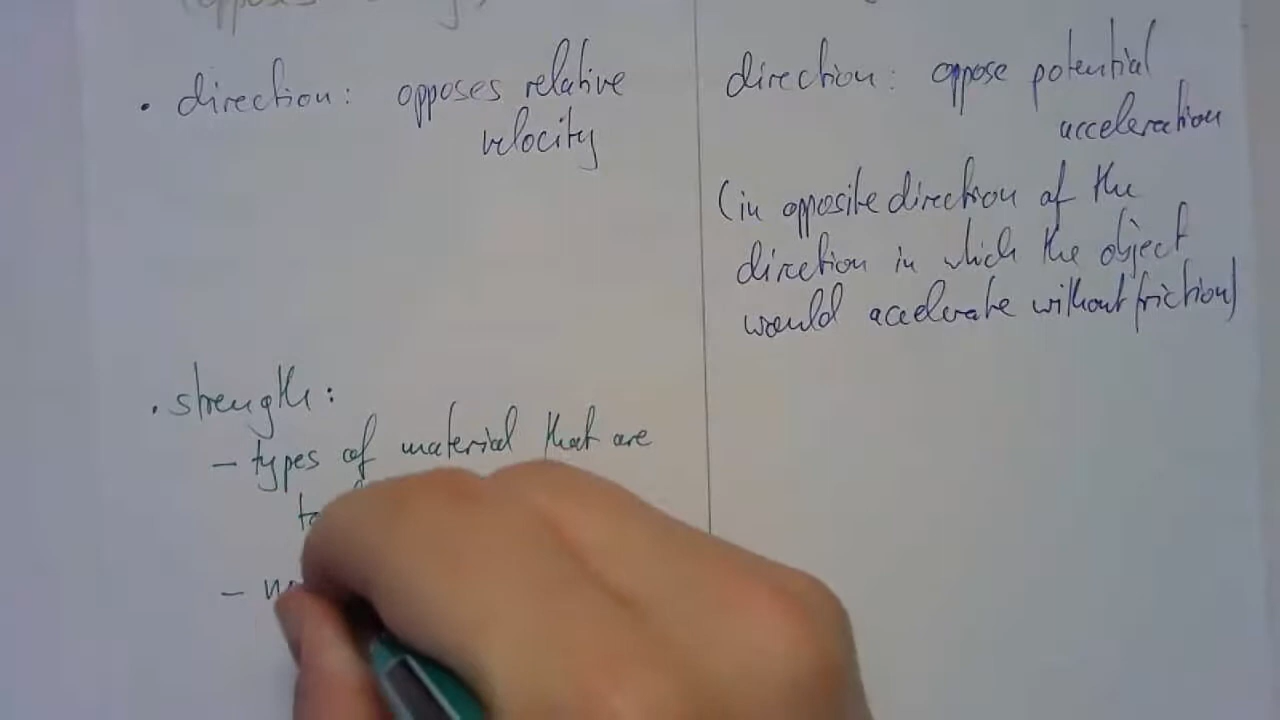 (opposes
• direction: opposes relative
velocity
• strength:
- types of material that are
-
direction: oppose potential
acceleration
(in opposite direction of the
direction in which the object
would accelerate without friction)